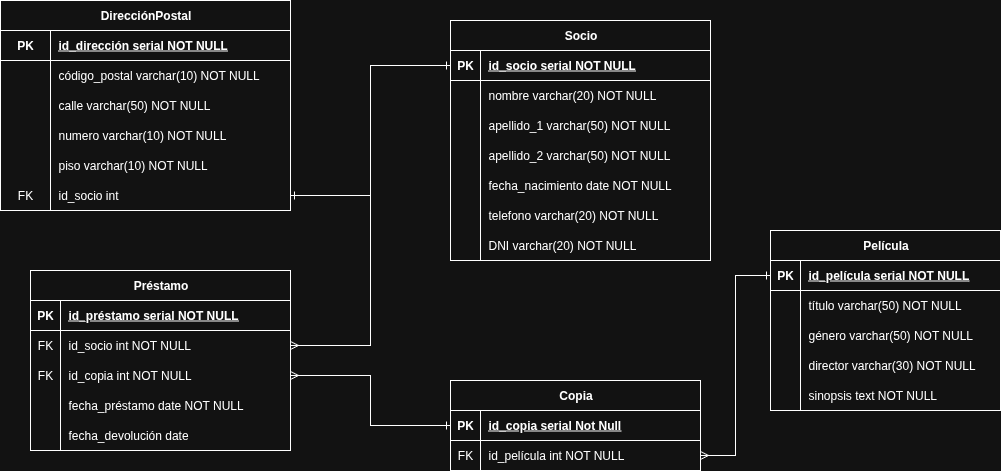 DirecciónPostal
PK id_dirección serial NOT NULL
código_postal varchar(10) NOT NULL
calle varchar(50) NOT NULL
numero varchar(10) NOT NULL
piso varchar(10) NOT NULL
FK id_socio int
Socio
PK id_socio serial NOT NULL
nombre varchar(20) NOT NULL
apellido_1 varchar(50) NOT NULL
apellido_2 varchar(50) NOT NULL
fecha_nacimiento date NOT NULL
telefono varchar(20) NOT NULL
DNI varchar(20) NOT NULL
Préstamo
PK id_préstamo serial NOT NULL
FK id_socio int NOT NULL
FK id_copia int NOT NULL
fecha_préstamo date NOT NULL
fecha_devolución date
Copia
PK id_copia serial Not Null
FK id_película int NOT NULL
Película
PK id_película serial NOT NULL
título varchar(50) NOT NULL
género varchar(50) NOT NULL
director varchar(30) NOT NULL
sinopsis text NOT NULL